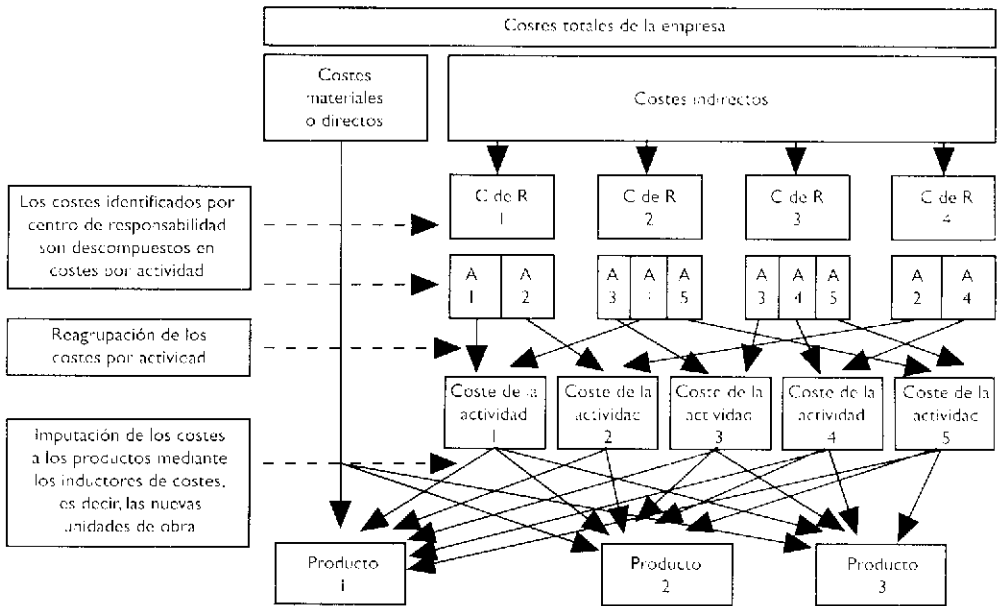 Costes totales de la empresa
Costes
materiales
o directos
Costes indirectos
Los costes identificados por
centro de responsabilidad
son descompuestos en
costes por actividad
C de R
1
C de R
2
C de R
3
C de R
4
A
1
A
2
A
3
A
A
5
A
3
A
4
A
5
A
2
A
4
Reagrupación de los
costes por actividad
Coste de la
actividad
1
Coste de la
actividad
2
Coste de la
actividad
3
Coste de la
actividad
4
Coste de la
actividad
5
Imputación de los costes
a los productos mediante
los inductores de costes,
es decir, las nuevas
unidades de obra
Producto
1
Producto
2
Producto
3